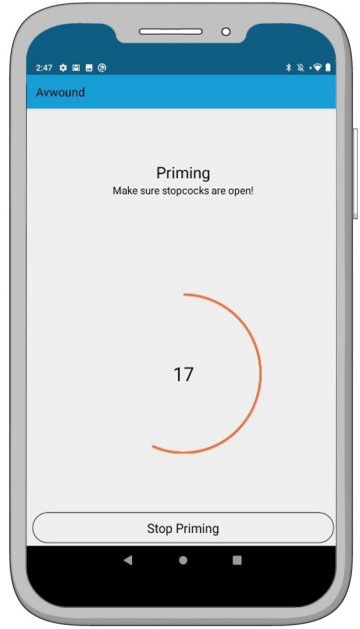 2:47
Avwound
Priming
Make sure stopcocks are open!
17
Stop Priming